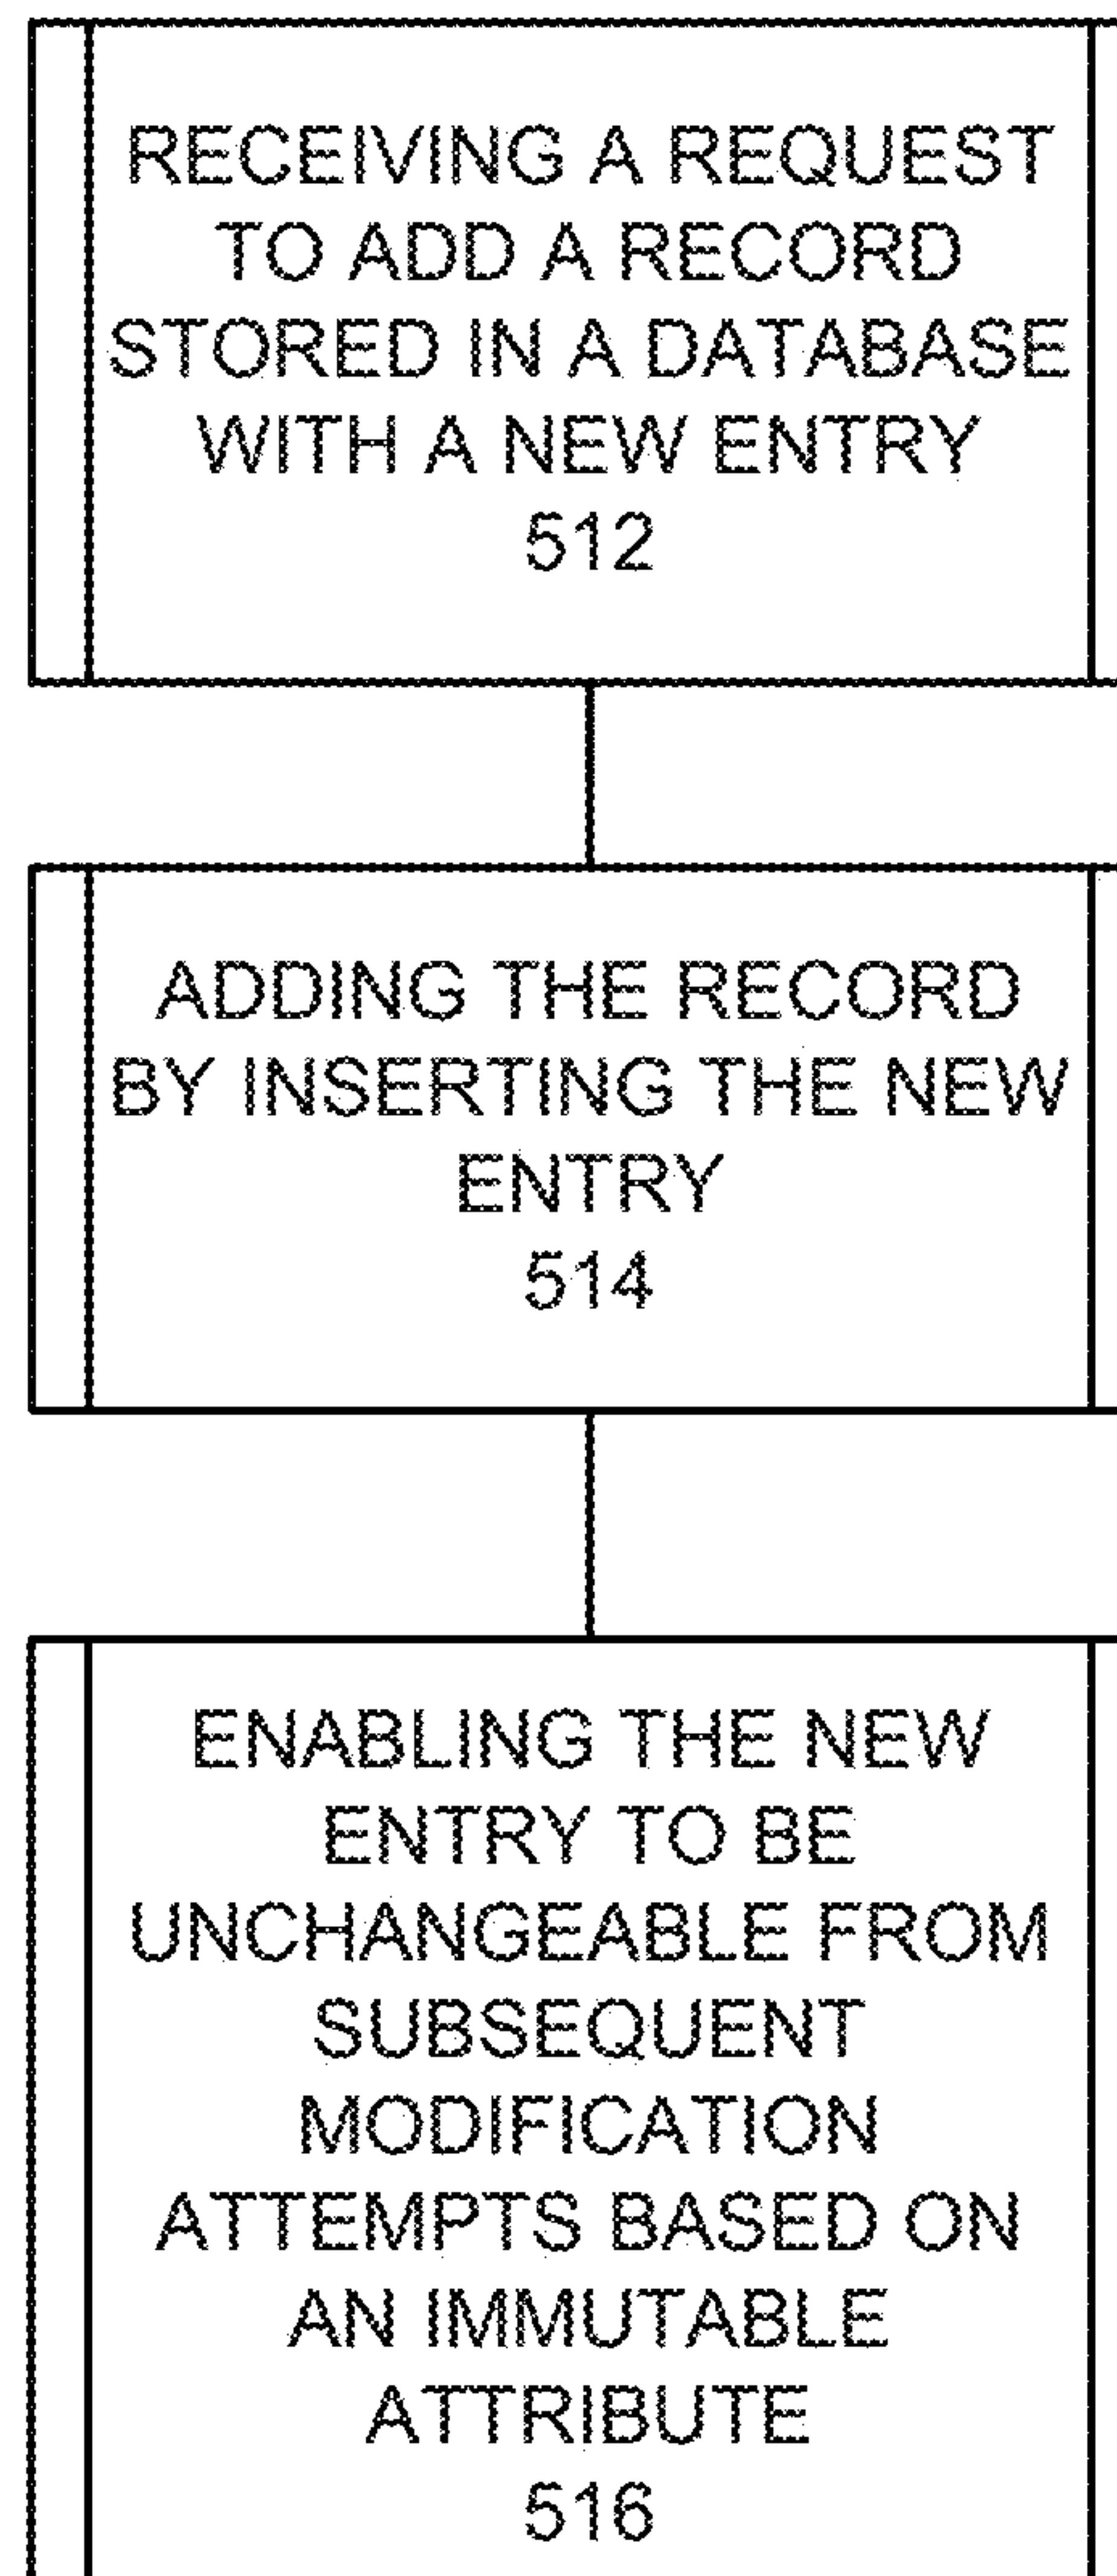 RECEIVING A REQUEST
TO ADD A RECORD
STORED IN A DATABASE
WITH A NEW ENTRY
512
ADDING THE RECORD
BY INSERTING THE NEW
ENTRY
514
ENABLING THE NEW
ENTRY TO BE
UNCHANGEABLE FROM
SUBSEQUENT
MODIFICATION
ATTEMPTS BASED ON
AN IMMUTABLE
ATTRIBUTE
516